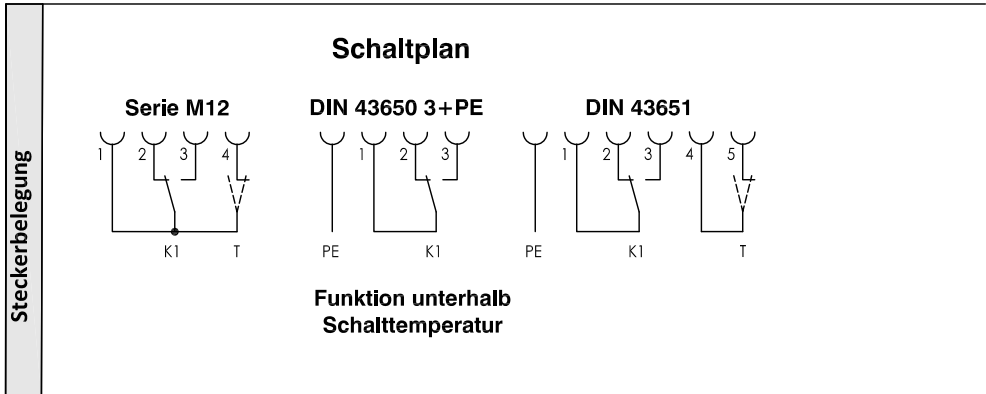 Steckerbelegung
Schaltplan
Serie M12
1 2 3 4
K1 T
DIN 43650 3+PE
1 2 3
PE K1
DIN 43651
1 2 3 4 5
PE K1 T
Funktion unterhalb
Schalttemperatur